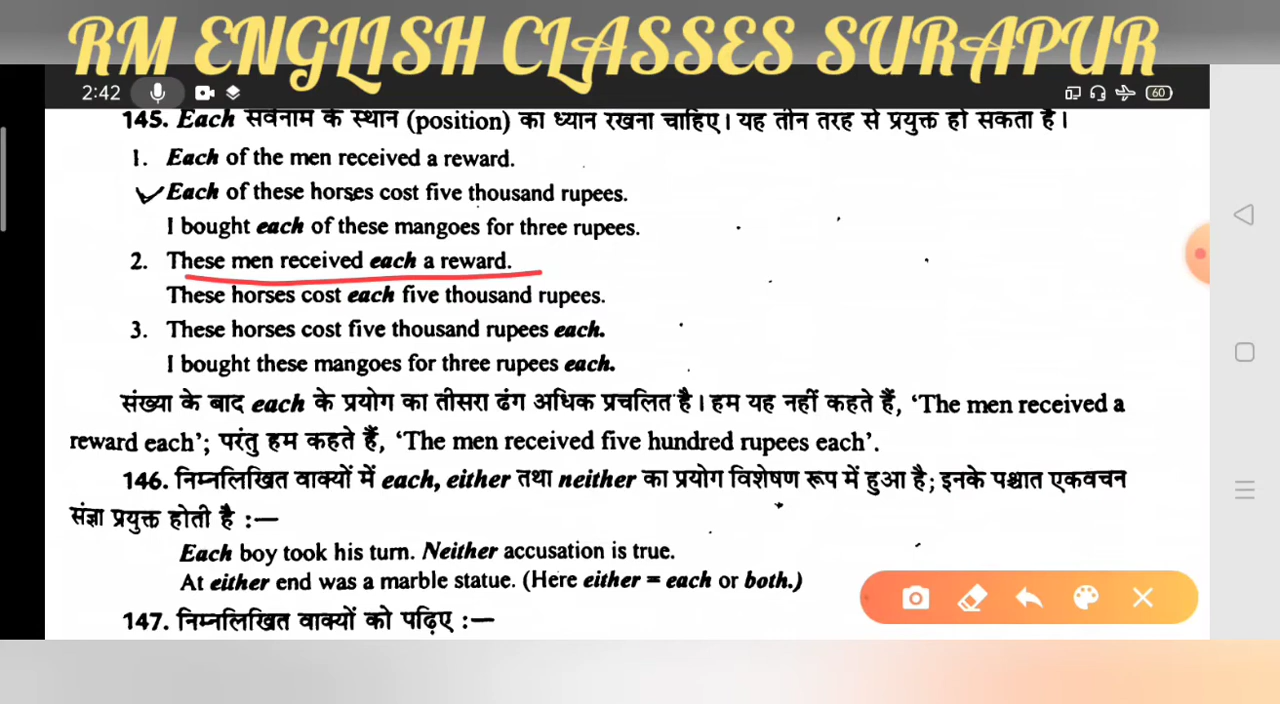 RM ENGLISH CLASSES SURAPUR
2:42
60
145. Each सर्वनाम के स्थान (position) का ध्यान रखना चाहिए। यह तीन तरह से प्रयुक्त हो सकता है।
1. Each of the men received a reward.
Each of these horses cost five thousand rupees.
I bought each of these mangoes for three rupees.
2. These men received each a reward.
These horses cost each five thousand rupees.
3. These horses cost five thousand rupees each.
I bought these mangoes for three rupees each.
संख्या के बाद each के प्रयोग का तीसरा ढंग अधिक प्रचलित है। हम यह नहीं कहते हैं, ‘The men received a
reward each’; परंतु हम कहते हैं, ‘The men received five hundred rupees each’.
146. निम्नलिखित वाक्यों में each, either तथा neither का प्रयोग विशेषण रूप में हुआ है; इनके पश्चात एकवचन
संज्ञा प्रयुक्त होती है :—
Each boy took his turn. Neither accusation is true.
At either end was a marble statue. (Here either = each or both.)
147. निम्नलिखित वाक्यों को पढ़िए :—